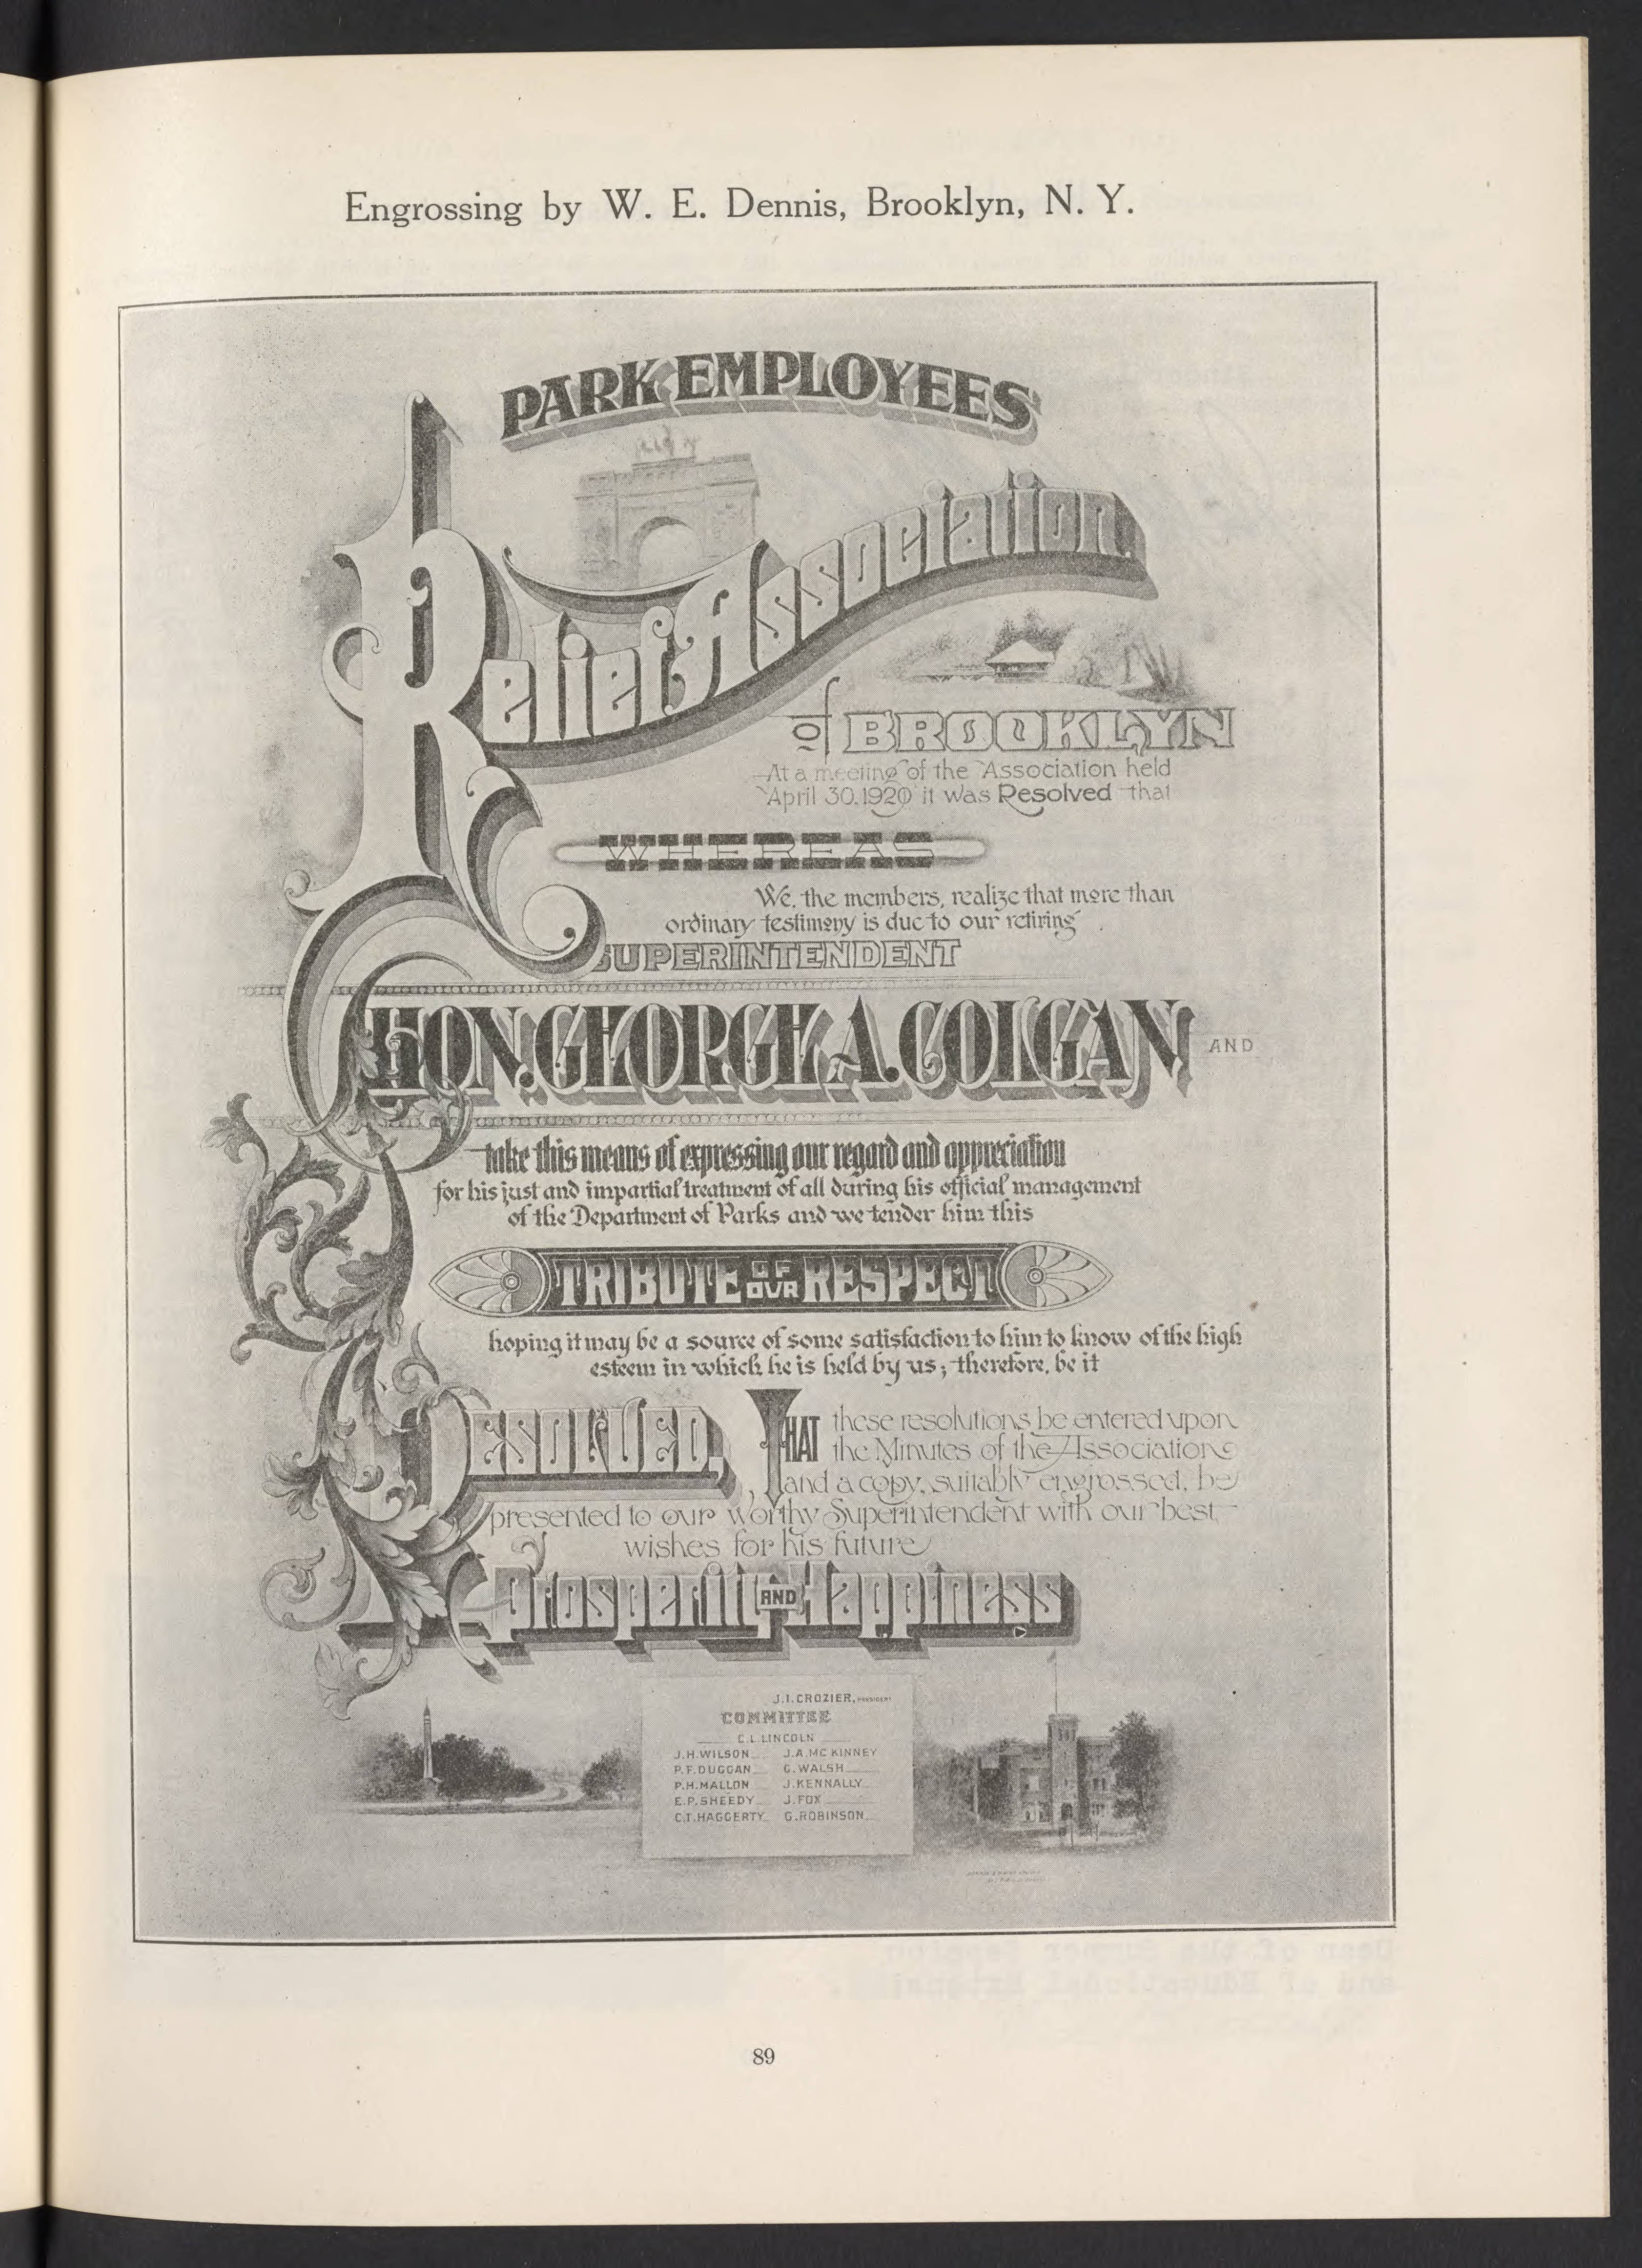 Engrossing by W. E. Dennis, Brooklyn, N. Y.
PARK EMPLOYEES
Relief Association.
of BROOKLYN
At a meeting of the Association held
April 30, 1920 it was Resolved that
WHEREAS
We, the members, realize that more than
ordinary testimony is due to our retiring
SUPERINTENDENT
HON. GEORGE A. COLGAN AND
take this means of expressing our regard and appreciation
for his just and impartial treatment of all during his official management
of the Department of Parks and we tender him this
TRIBUTE OF OVR RESPECT
hoping it may be a source of some satisfaction to him to know of the high
esteem in which he is held by us; therefore, be it
RESOLVED, THAT these resolutions be entered upon
the Minutes of the Association
and a copy, suitably engrossed, be
presented to our worthy Superintendent with our best
wishes for his future
Prosperity AND Happiness
J. I. CROZIER, PRESIDENT
COMMITTEE
C. L. LINCOLN
J. H. WILSON J. A. MC KINNEY
P. F. DUGGAN G. WALSH
P. H. MALLON J. KENNALLY
E. P. SHEEDY J. FOX
C. T. HAGGERTY G. ROBINSON
89